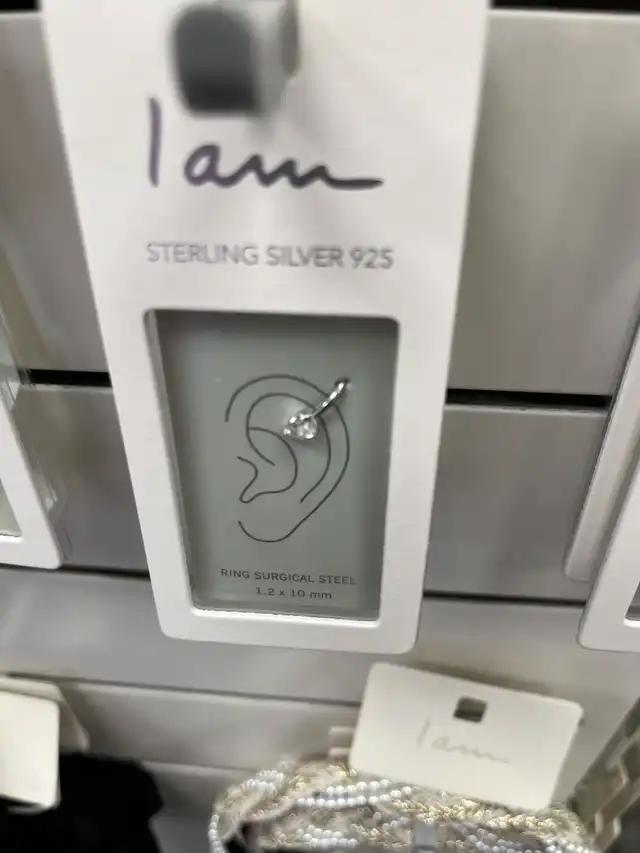 I am
STERLING SILVER 925
RING SURGICAL STEEL
1.2 x 10 mm
I am